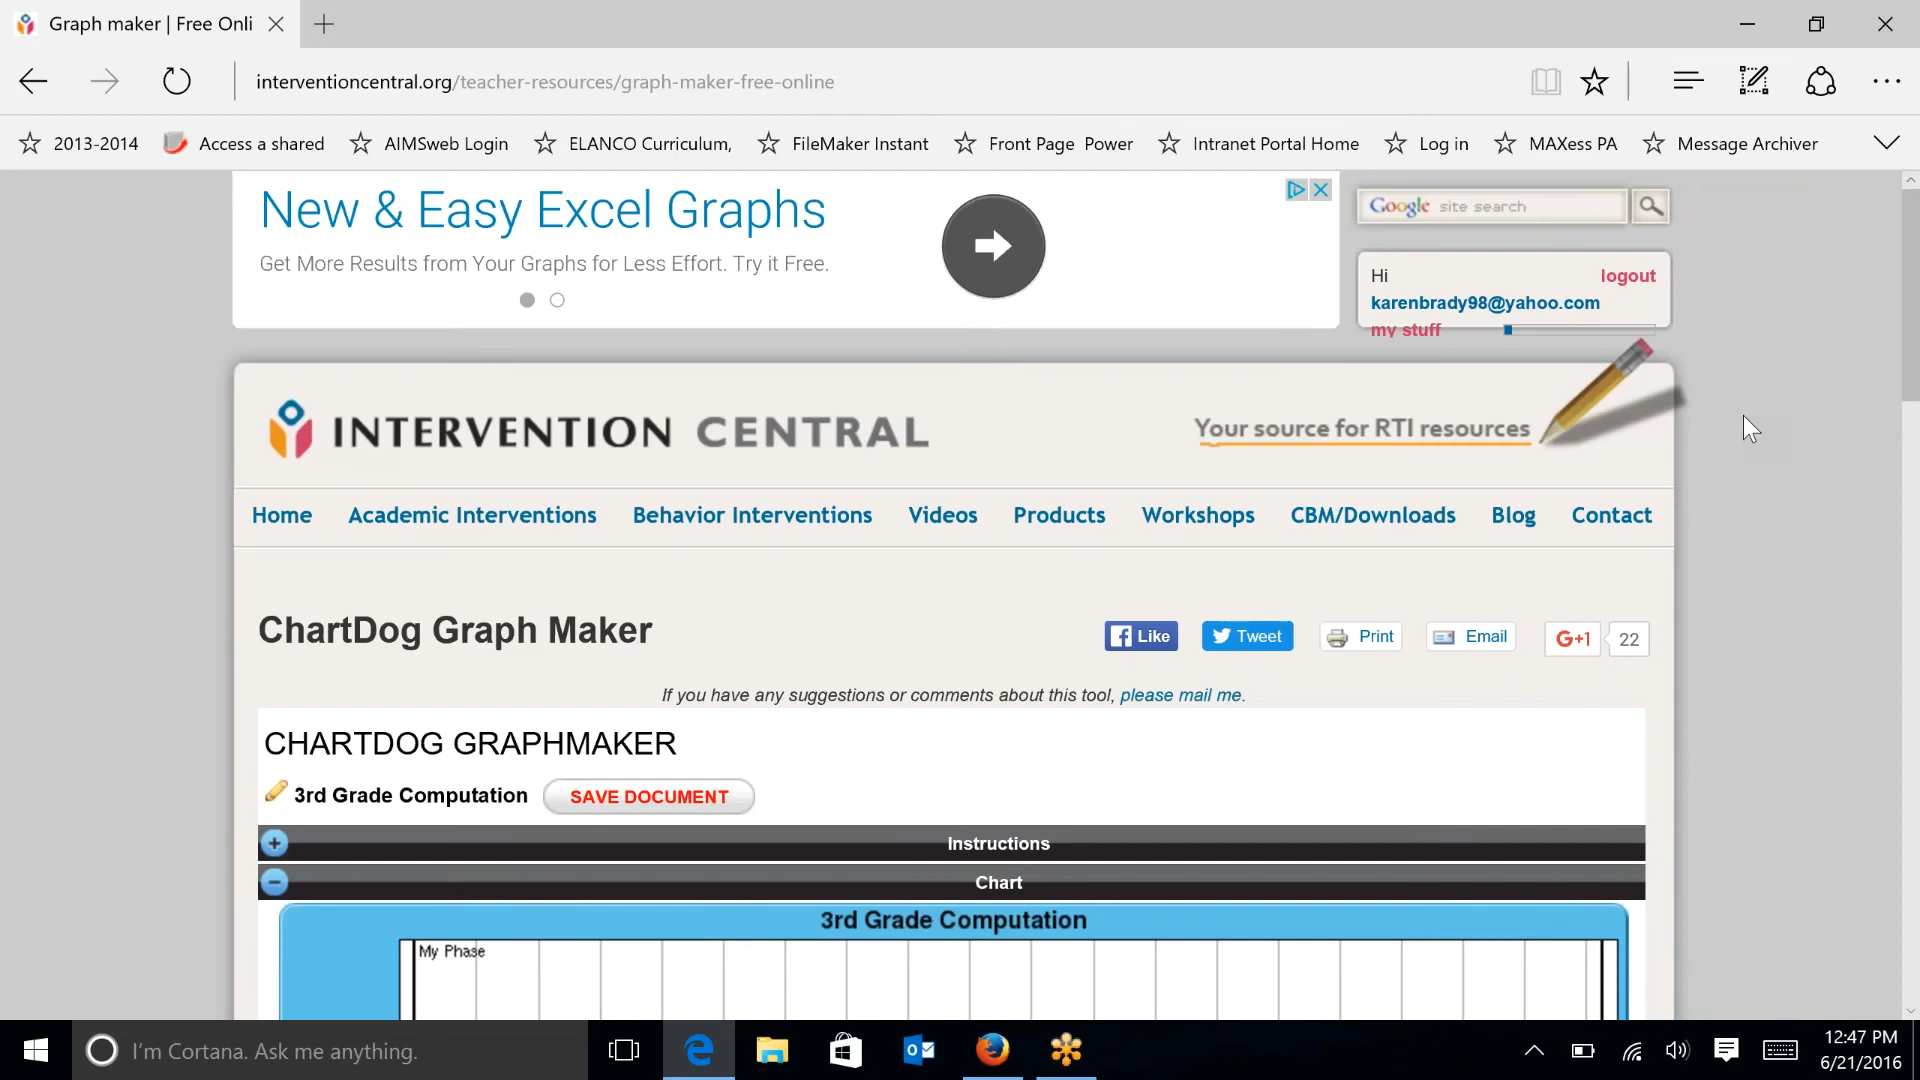 Graph maker | Free Onli
interventioncentral.org/teacher-resources/graph-maker-free-online
2013-2014 Access a shared AIMSweb Login ELANCO Curriculum, FileMaker Instant Front Page Power Intranet Portal Home Log in MAXess PA Message Archiver
New & Easy Excel Graphs
Get More Results from Your Graphs for Less Effort. Try it Free.
Google site search
Hi logout
karenbrady98@yahoo.com
my stuff
INTERVENTION CENTRAL
Your source for RTI resources
Home Academic Interventions Behavior Interventions Videos Products Workshops CBM/Downloads Blog Contact
ChartDog Graph Maker
Like Tweet Print Email G+1 22
If you have any suggestions or comments about this tool, please mail me.
CHARTDOG GRAPHMAKER
3rd Grade Computation SAVE DOCUMENT
Instructions
Chart
3rd Grade Computation
My Phase
I'm Cortana. Ask me anything.
12:47 PM
6/21/2016